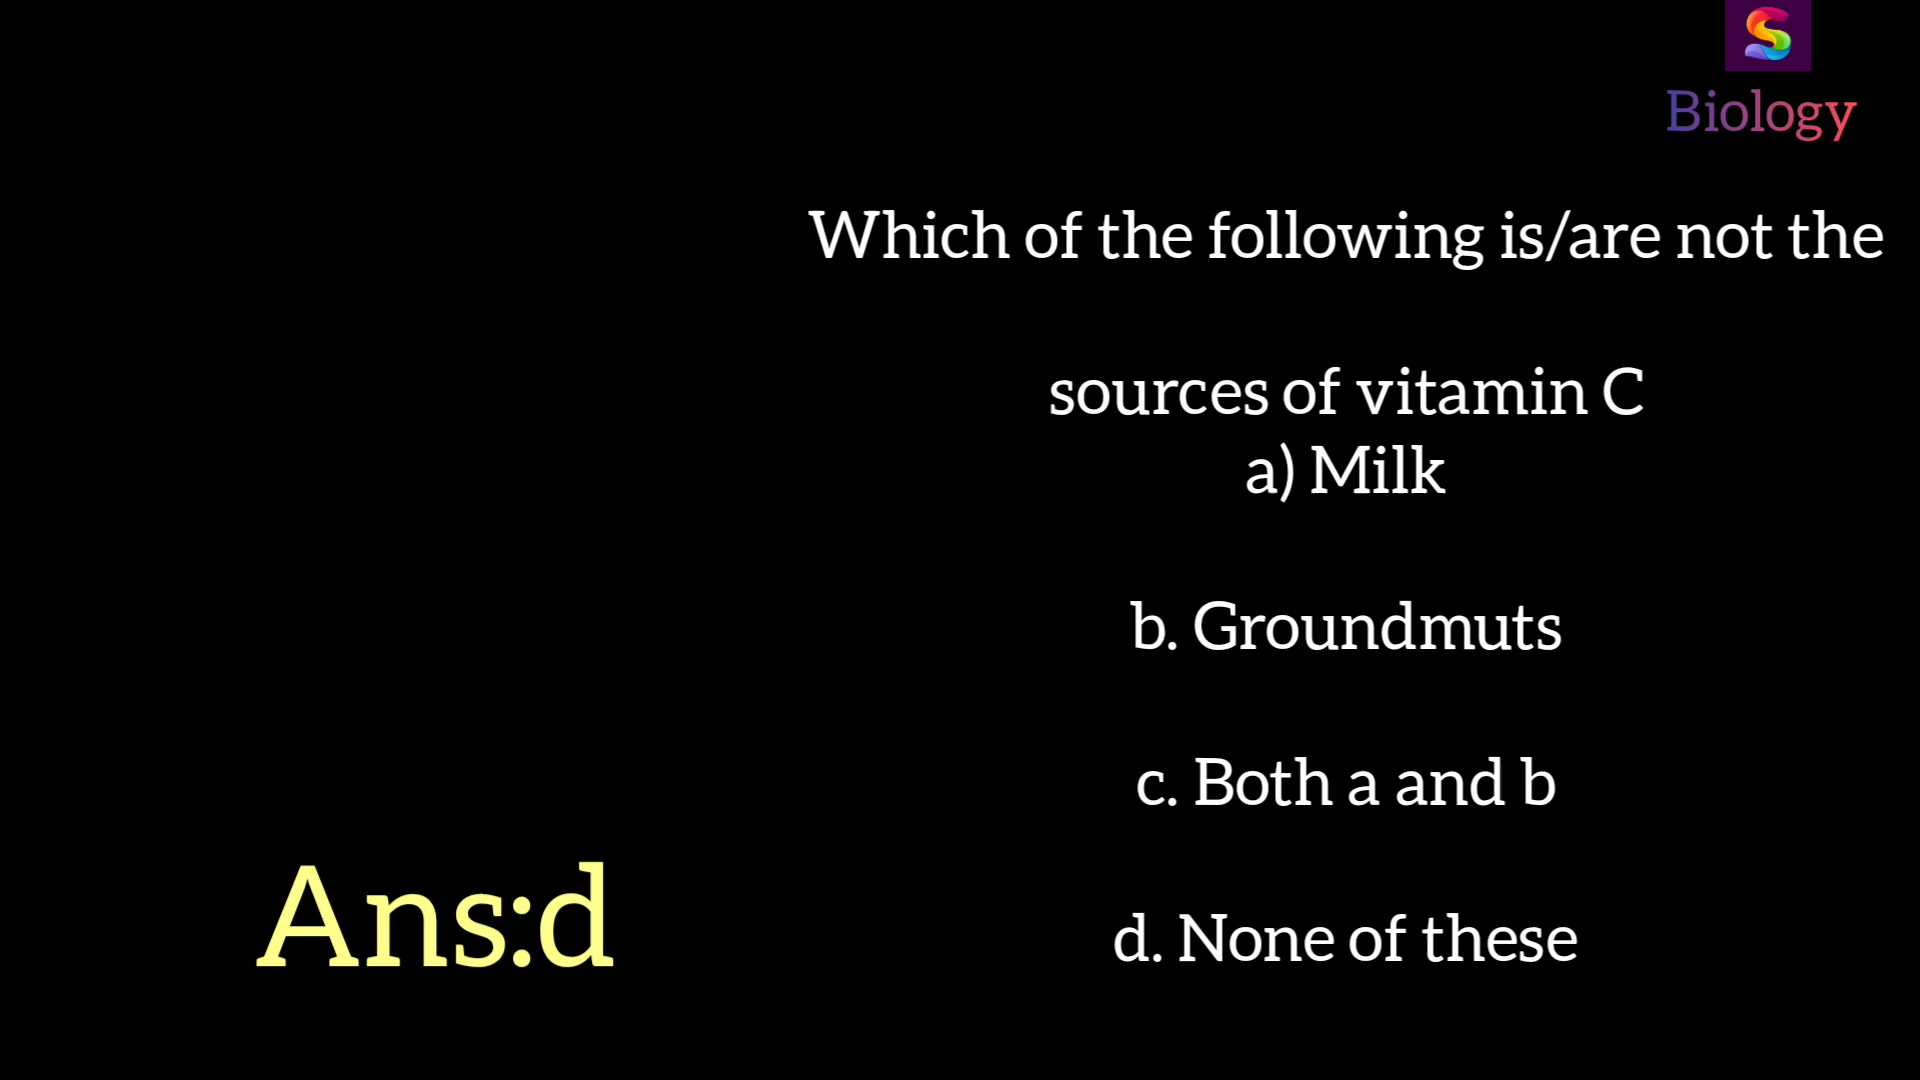 Biology
Which of the following is/are not the
sources of vitamin C
a) Milk
b. Groundmuts
c. Both a and b
d. None of these
Ans:d